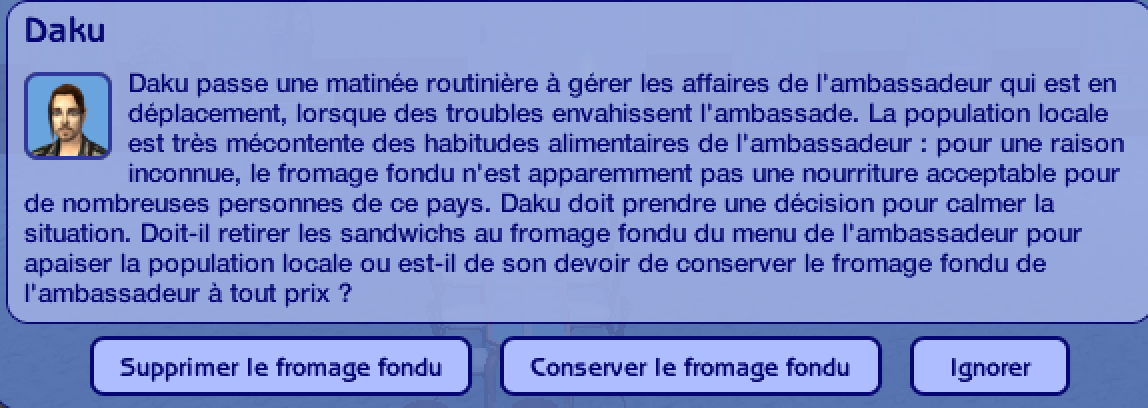 Daku
Daku passe une matinée routinière à gérer les affaires de l'ambassadeur qui est en
déplacement, lorsque des troubles envahissent l'ambassade. La population locale
est très mécontente des habitudes alimentaires de l'ambassadeur : pour une raison
inconnue, le fromage fondu n'est apparemment pas une nourriture acceptable pour
de nombreuses personnes de ce pays. Daku doit prendre une décision pour calmer la
situation. Doit-il retirer les sandwichs au fromage fondu du menu de l'ambassadeur pour
apaiser la population locale ou est-il de son devoir de conserver le fromage fondu de
l'ambassadeur à tout prix ?
Supprimer le fromage fondu
Conserver le fromage fondu
Ignorer